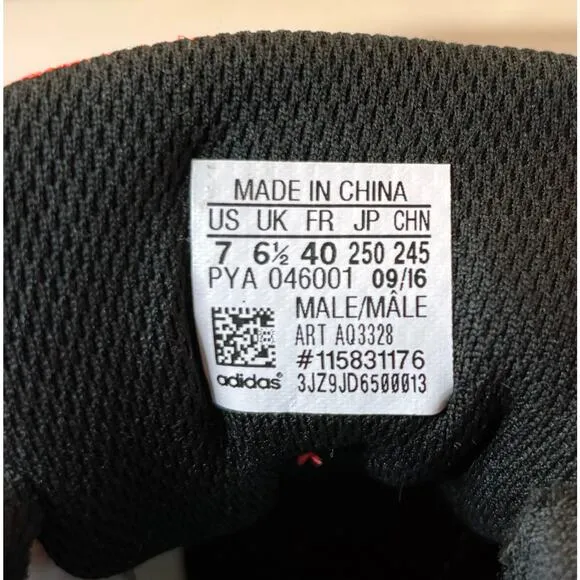 MADE IN CHINA
US UK FR JP CHN
7 6½ 40 250 245
PYA 046001 09/16
MALE/MÂLE
ART AQ3328
#115831176
adidas® 3JZ9JD6500013